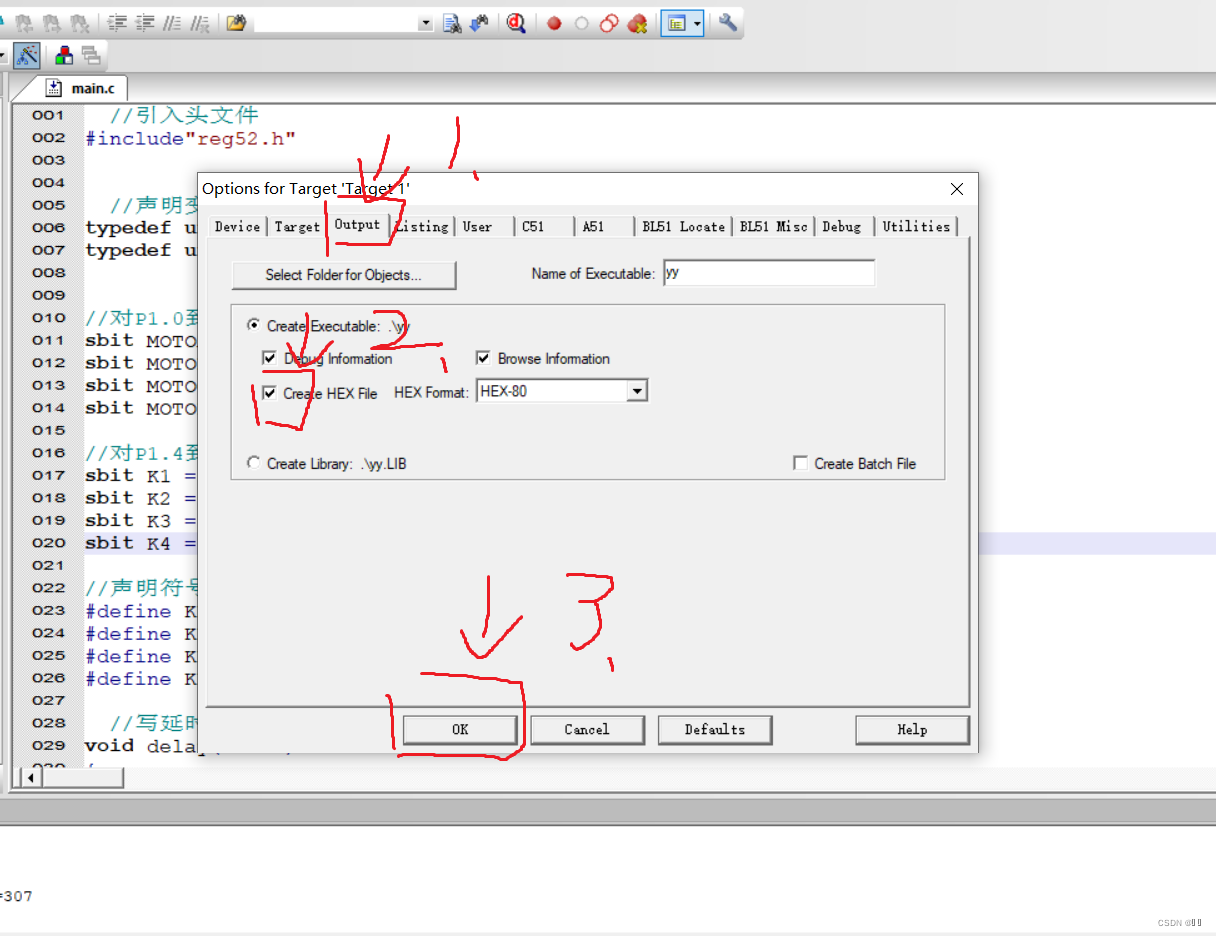 main.c
001 //引入头文件
002 #include"reg52.h"
003
004
005 //声明变
006 typedef u
007 typedef u
008
009
010 //对P1.0到
011 sbit MOTO
012 sbit MOTO
013 sbit MOTO
014 sbit MOTO
015
016 //对P1.4到
017 sbit K1 =
018 sbit K2 =
019 sbit K3 =
020 sbit K4 =
021
022 //声明符号
023 #define K
024 #define K
025 #define K
026 #define K
027
028 //写延时
029 void delay
Options for Target 'Target 1'
Device Target Output Listing User C51 A51 BL51 Locate BL51 Misc Debug Utilities
Select Folder for Objects... Name of Executable: yy
Create Executable: .\yy
Debug Information Browse Information
Create HEX File HEX Format: HEX-80
Create Library: .\yy.LIB Create Batch File
OK Cancel Defaults Help
1.
2.
3.
=307
CSDN @